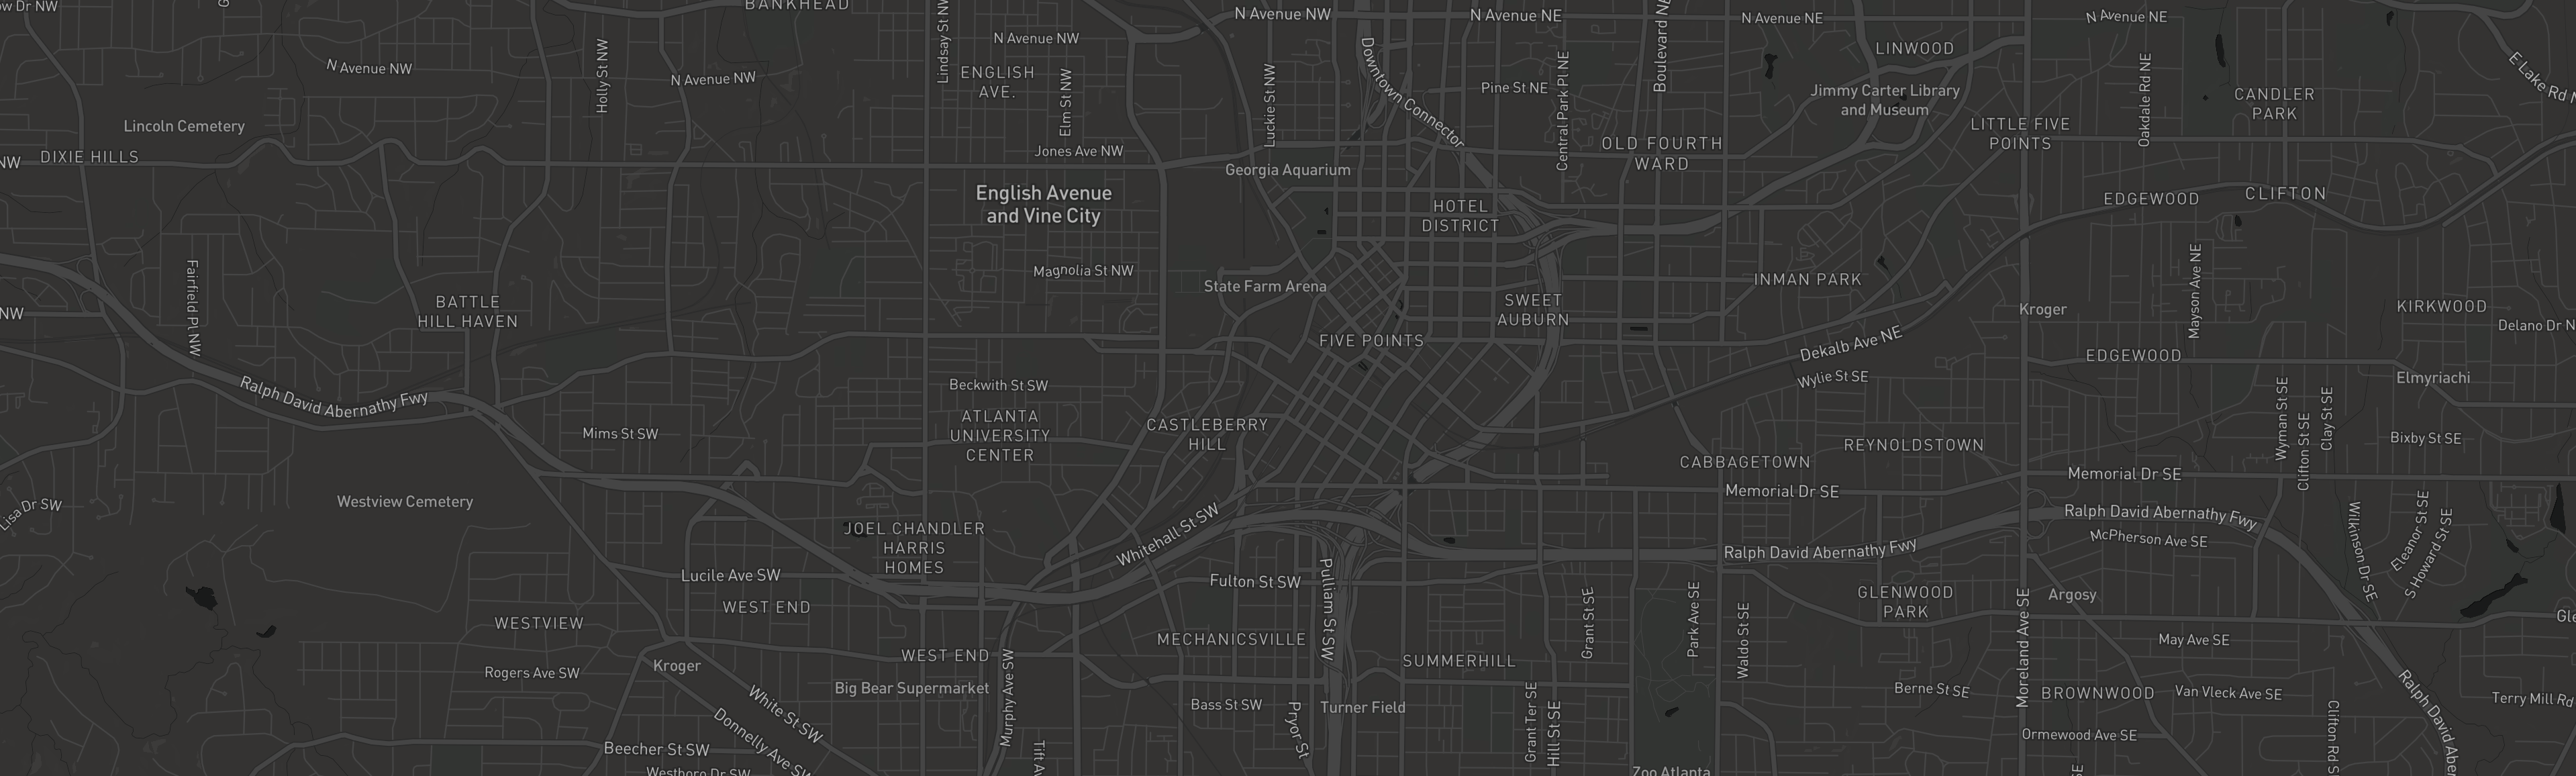 ow Dr NW
BANKHEAD
N Avenue NW
N Avenue NE
N Avenue NE
N Avenue NE
Boulevard NE
Lindsay St NW
N Avenue NW
LINWOOD
Holly St NW
N Avenue NW
N Avenue NW
ENGLISH
AVE.
Elm St NW
Luckie St NW
Downtown Connector
Pine St NE
Central Park Pl NE
Jimmy Carter Library
and Museum
Oakdale Rd NE
CANDLER
PARK
E Lake Rd N
Lincoln Cemetery
LITTLE FIVE
POINTS
NW
DIXIE HILLS
Jones Ave NW
Georgia Aquarium
OLD FOURTH
WARD
English Avenue
and Vine City
HOTEL
DISTRICT
EDGEWOOD
CLIFTON
Magnolia St NW
State Farm Arena
INMAN PARK
Mayson Ave NE
Fairfield Pl NW
BATTLE
HILL HAVEN
NW
SWEET
AUBURN
Kroger
KIRKWOOD
Delano Dr N
FIVE POINTS
Dekalb Ave NE
EDGEWOOD
Ralph David Abernathy Fwy
Beckwith St SW
Wylie St SE
Elmyriachi
Wyman St SE
Clifton St SE
Clay St SE
ATLANTA
UNIVERSITY
CENTER
CASTLEBERRY
HILL
Mims St SW
REYNOLDSTOWN
Bixby St SE
CABBAGETOWN
Memorial Dr SE
Memorial Dr SE
Westview Cemetery
Lisa Dr SW
Whitehall St SW
Ralph David Abernathy Fwy
Ralph David Abernathy Fwy
McPherson Ave SE
Wilkinson Dr SE
Eleanor St SE
S Howard St SE
JOEL CHANDLER
HARRIS
HOMES
Lucile Ave SW
Fulton St SW
Pulliam St SW
Grant St SE
Park Ave SE
Waldo St SE
GLENWOOD
PARK
Moreland Ave SE
Argosy
WEST END
WESTVIEW
Gle
MECHANICSVILLE
May Ave SE
WEST END
Murphy Ave SW
SUMMERHILL
Kroger
Rogers Ave SW
Big Bear Supermarket
White St SW
Donnelly Ave SW
Bass St SW
Pryor St
Turner Field
Grant Ter SE
Hill St SE
Berne St SE
BROWNWOOD
Van Vleck Ave SE
Terry Mill Rd
Ralph David Aber
Clifton Rd S
Ormewood Ave SE
Beecher St SW
Tift Av
Westboro Dr SW
Zoo Atlanta
SE